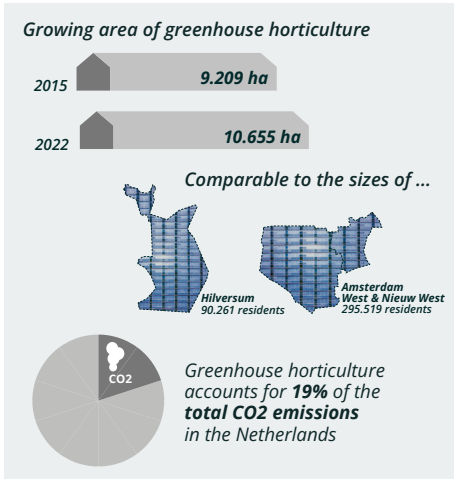 Growing area of greenhouse horticulture
2015
9.209 ha
2022
10.655 ha
Comparable to the sizes of ...
Hilversum
90.261 residents
Amsterdam
West & Nieuw West
295.519 residents
CO2
Greenhouse horticulture
accounts for 19% of the
total CO2 emissions
in the Netherlands